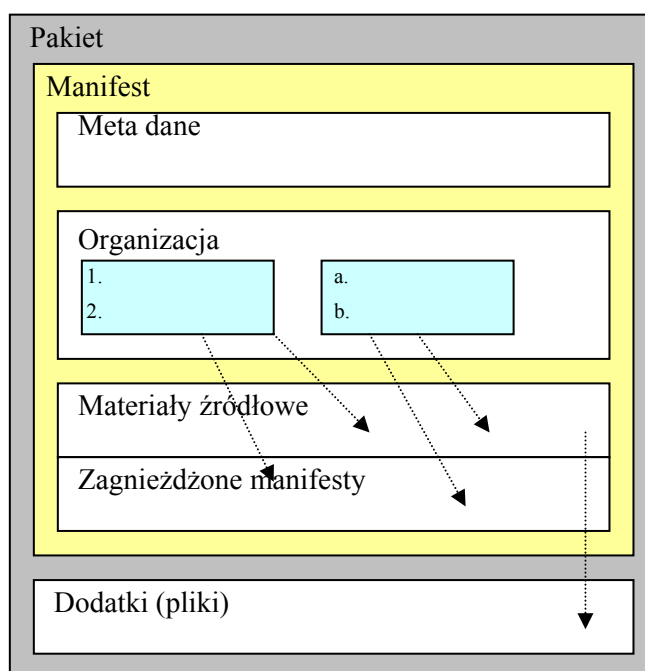 Pakiet
Manifest
Meta dane
Organizacja
1.
2.
a.
b.
Materiały źródłowe
Zagnieżdżone manifesty
Dodatki (pliki)